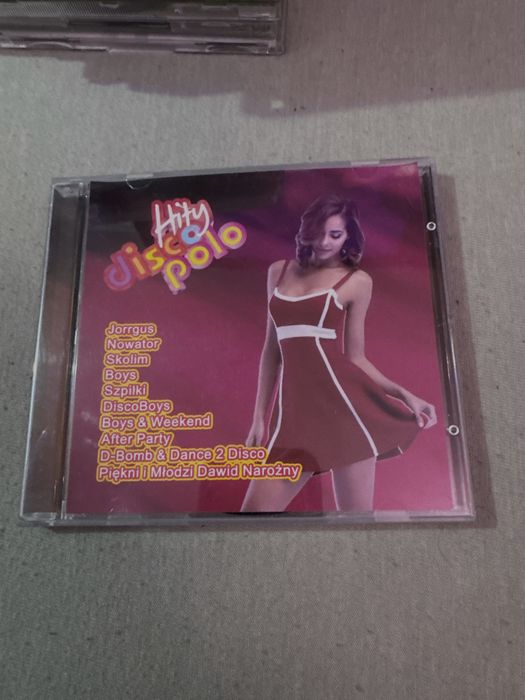 Hity
disco
polo
Jorrgus
Nowator
Skolim
Boys
Szpilki
DiscoBoys
Boys & Weekend
After Party
D-Bomb & Dance 2 Disco
Piękni I Młodzi Dawid Narożny